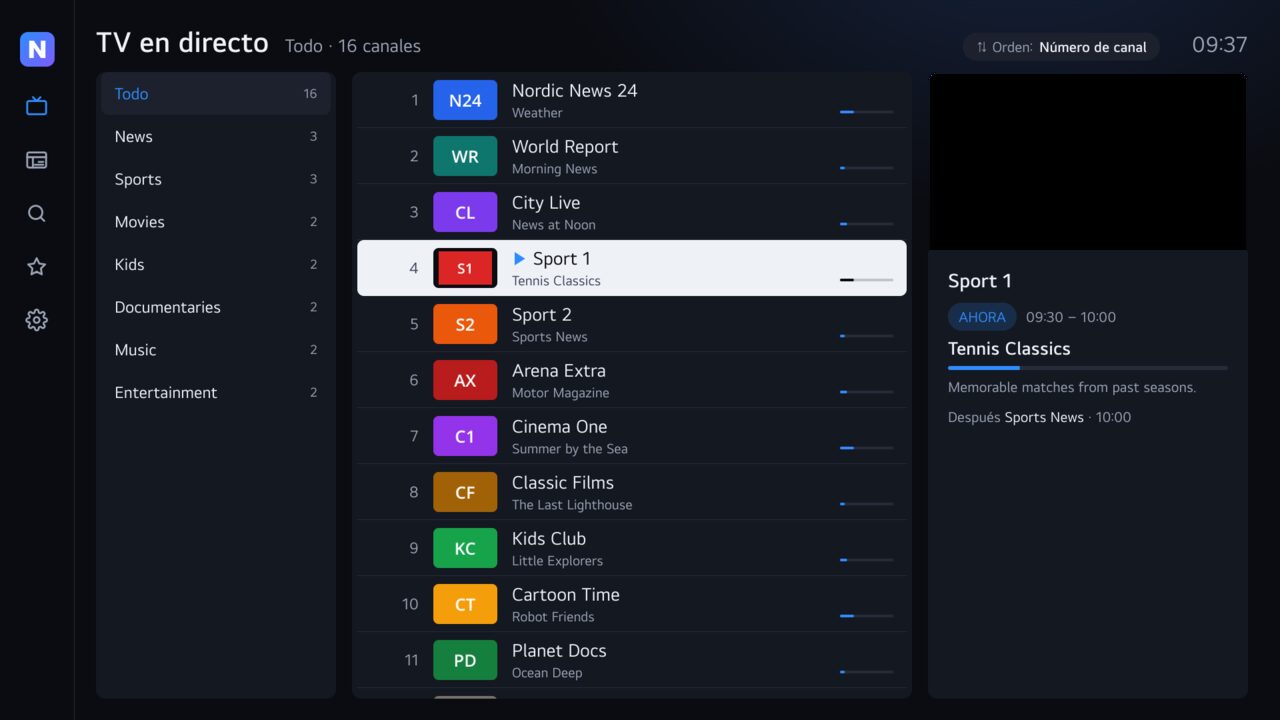 N
TV en directo
Todo · 16 canales
Orden: Número de canal
09:37
Todo 16
News 3
Sports 3
Movies 2
Kids 2
Documentaries 2
Music 2
Entertainment 2
1 N24 Nordic News 24
Weather
2 WR World Report
Morning News
3 CL City Live
News at Noon
4 S1 Sport 1
Tennis Classics
5 S2 Sport 2
Sports News
6 AX Arena Extra
Motor Magazine
7 C1 Cinema One
Summer by the Sea
8 CF Classic Films
The Last Lighthouse
9 KC Kids Club
Little Explorers
10 CT Cartoon Time
Robot Friends
11 PD Planet Docs
Ocean Deep
Sport 1
AHORA 09:30 – 10:00
Tennis Classics
Memorable matches from past seasons.
Después Sports News · 10:00